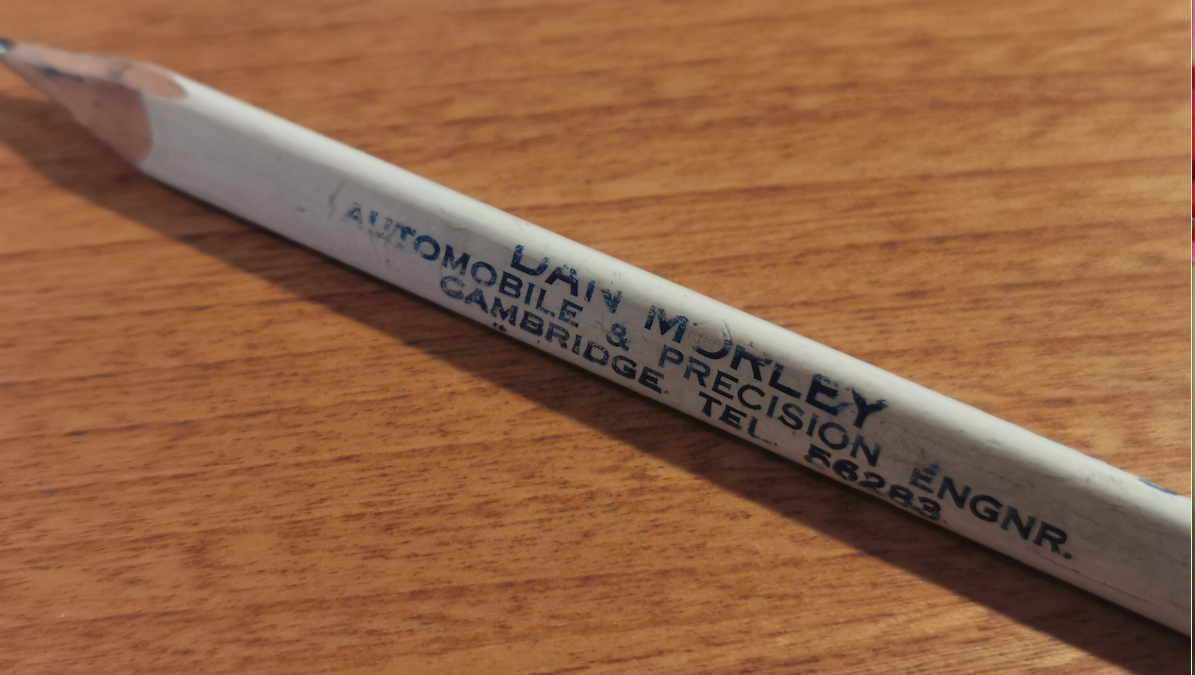 DAN MORLEY
AUTOMOBILE & PRECISION ENGNR.
CAMBRIDGE. TEL. 56283